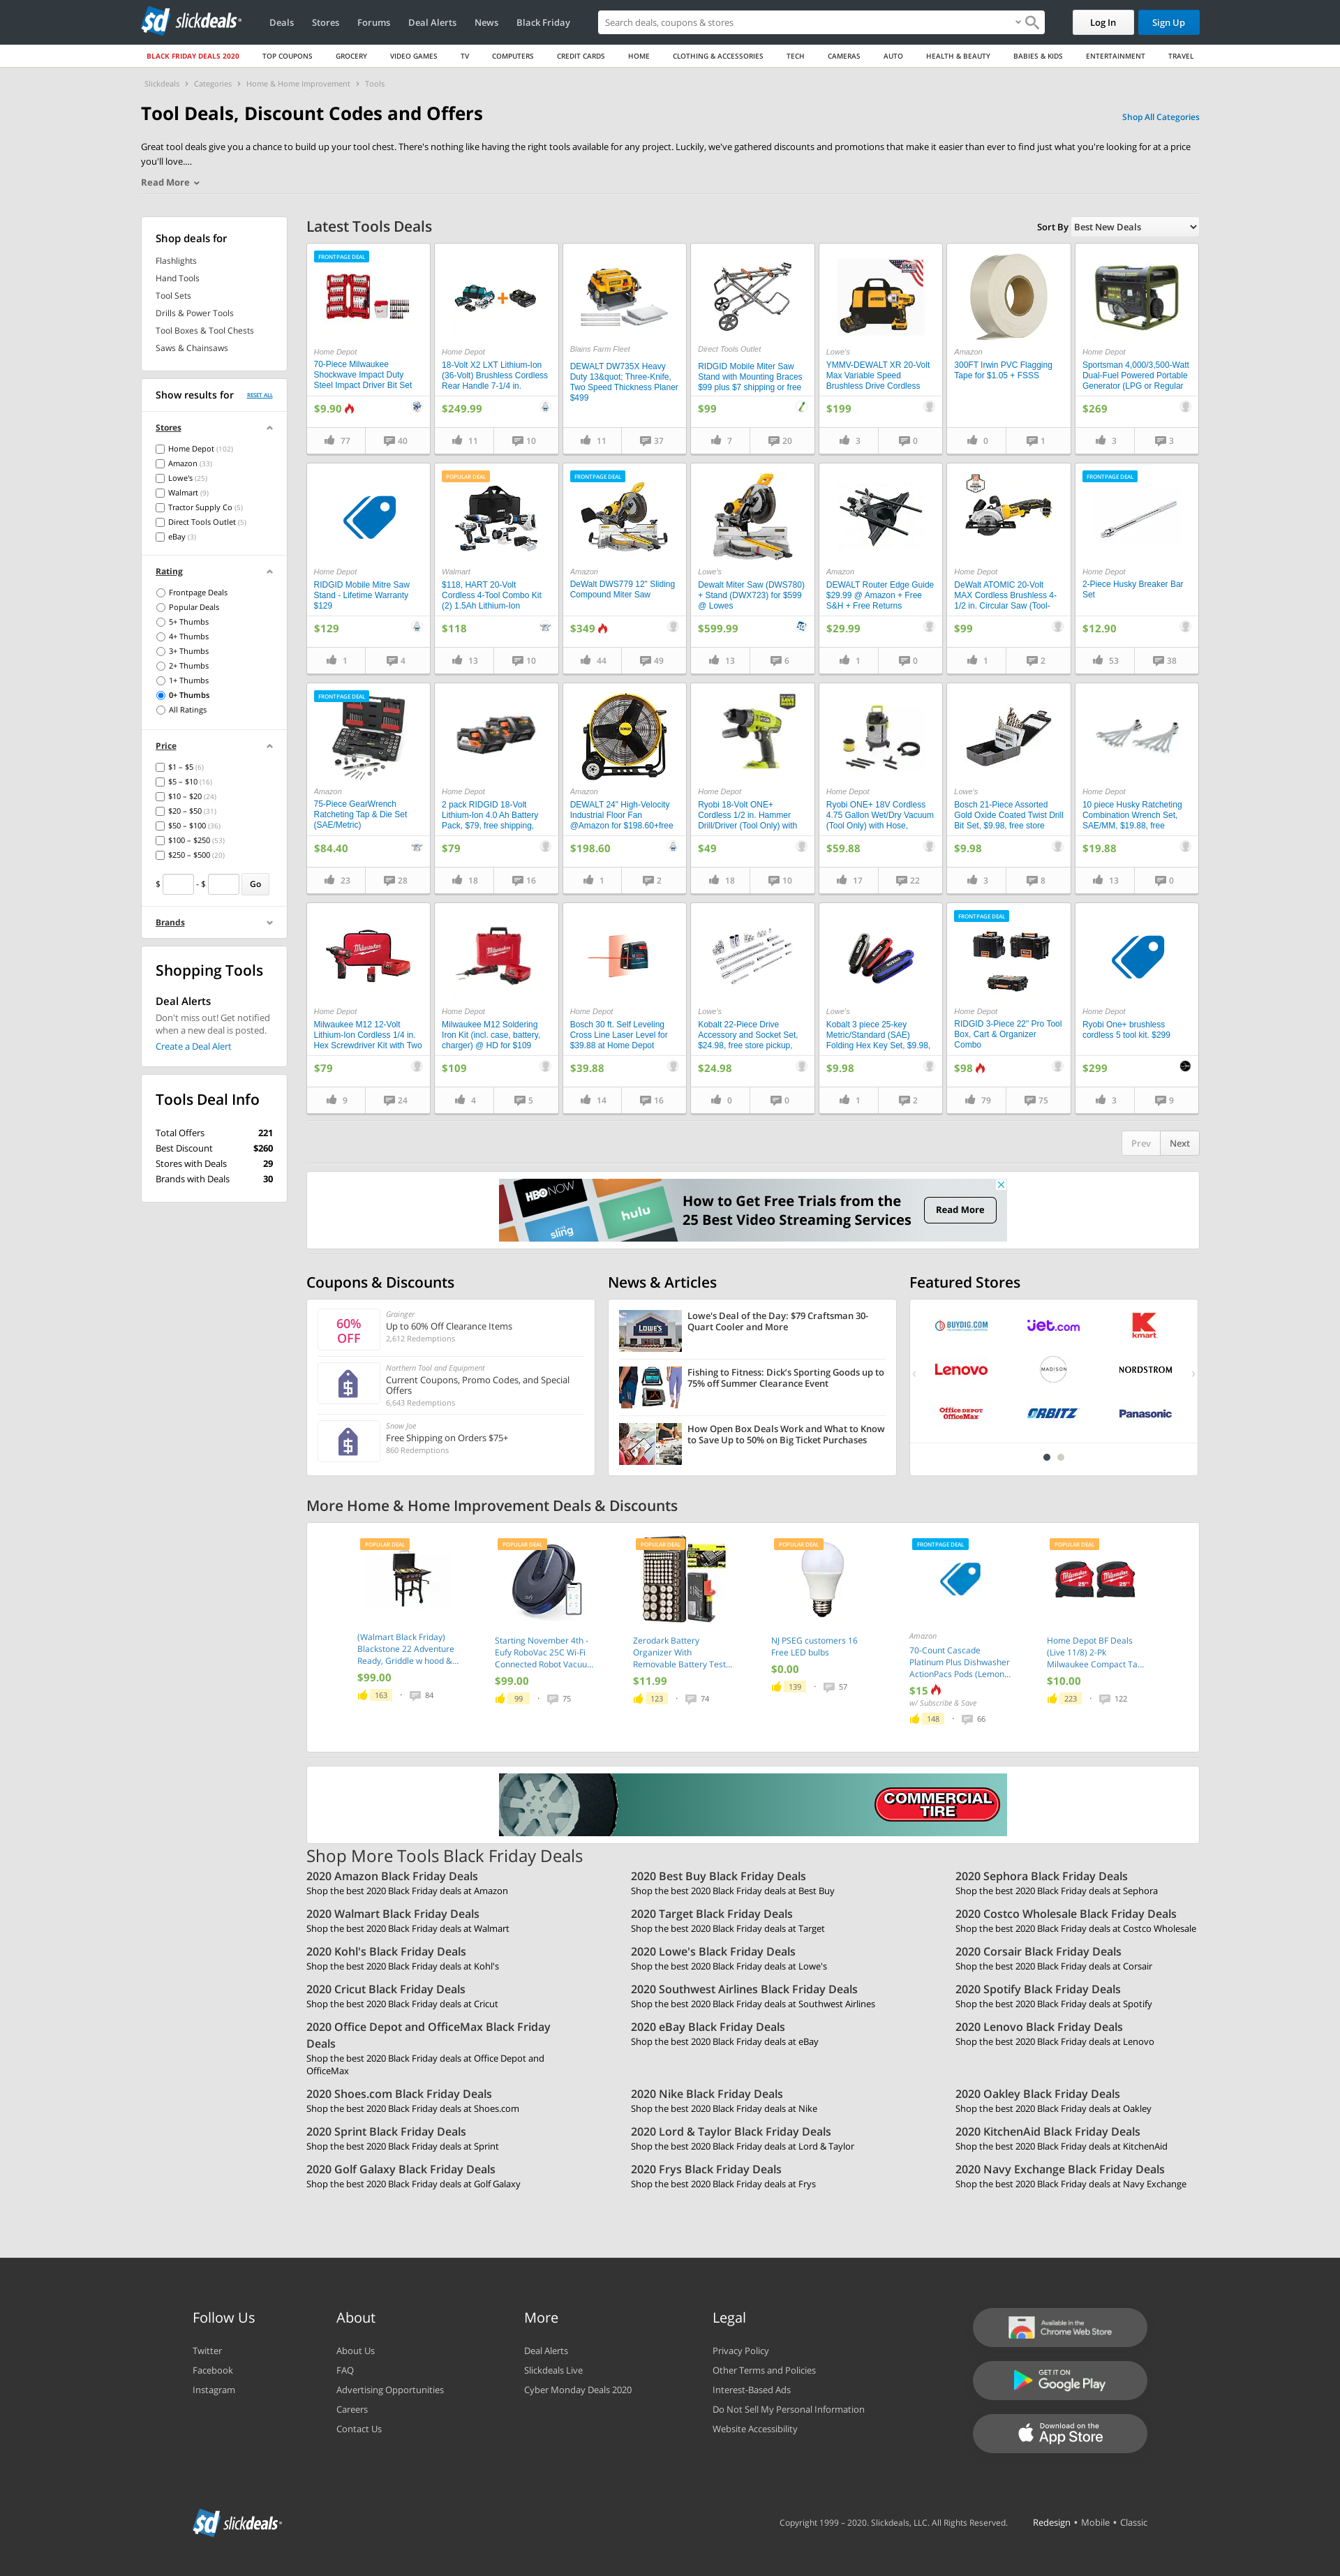 slickdeals
Deals
Stores
Forums
Deal Alerts
News
Black Friday
Search deals, coupons & stores
Log In
Sign Up
BLACK FRIDAY DEALS 2020
TOP COUPONS
GROCERY
VIDEO GAMES
TV
COMPUTERS
CREDIT CARDS
HOME
CLOTHING & ACCESSORIES
TECH
CAMERAS
AUTO
HEALTH & BEAUTY
BABIES & KIDS
ENTERTAINMENT
TRAVEL
Slickdeals › Categories › Home & Home Improvement › Tools
Tool Deals, Discount Codes and Offers
Shop All Categories
Great tool deals give you a chance to build up your tool chest. There's nothing like having the right tools available for any project. Luckily, we've gathered discounts and promotions that make it easier than ever to find just what you're looking for at a price
you'll love....
Read More
Shop deals for
Flashlights
Hand Tools
Tool Sets
Drills & Power Tools
Tool Boxes & Tool Chests
Saws & Chainsaws
Show results for
RESET ALL
Stores
Home Depot (102)
Amazon (33)
Lowe's (25)
Walmart (9)
Tractor Supply Co (5)
Direct Tools Outlet (5)
eBay (3)
Rating
Frontpage Deals
Popular Deals
5+ Thumbs
4+ Thumbs
3+ Thumbs
2+ Thumbs
1+ Thumbs
0+ Thumbs
All Ratings
Price
$1 – $5 (6)
$5 – $10 (16)
$10 – $20 (24)
$20 – $50 (31)
$50 – $100 (36)
$100 – $250 (53)
$250 – $500 (20)
$ - $ Go
Brands
Shopping Tools
Deal Alerts
Don't miss out! Get notified
when a new deal is posted.
Create a Deal Alert
Tools Deal Info
Total Offers 221
Best Discount $260
Stores with Deals 29
Brands with Deals 30
Latest Tools Deals
Sort By Best New Deals
FRONTPAGE DEAL
Home Depot
70-Piece Milwaukee
Shockwave Impact Duty
Steel Impact Driver Bit Set
$9.90
77 40
Home Depot
18-Volt X2 LXT Lithium-Ion
(36-Volt) Brushless Cordless
Rear Handle 7-1/4 in.
$249.99
11 10
Blains Farm Fleet
DEWALT DW735X Heavy
Duty 13&quot; Three-Knife,
Two Speed Thickness Planer
$499
11 37
Direct Tools Outlet
RIDGID Mobile Miter Saw
Stand with Mounting Braces
$99 plus $7 shipping or free
$99
7 20
Lowe's
YMMV-DEWALT XR 20-Volt
Max Variable Speed
Brushless Drive Cordless
$199
3 0
Amazon
300FT Irwin PVC Flagging
Tape for $1.05 + FSSS
0 1
Home Depot
Sportsman 4,000/3,500-Watt
Dual-Fuel Powered Portable
Generator (LPG or Regular
$269
3 3
Home Depot
RIDGID Mobile Mitre Saw
Stand - Lifetime Warranty
$129
$129
1 4
POPULAR DEAL
Walmart
$118, HART 20-Volt
Cordless 4-Tool Combo Kit
(2) 1.5Ah Lithium-Ion
$118
13 10
FRONTPAGE DEAL
Amazon
DeWalt DWS779 12" Sliding
Compound Miter Saw
$349
44 49
Lowe's
Dewalt Miter Saw (DWS780)
+ Stand (DWX723) for $599
@ Lowes
$599.99
13 6
Amazon
DEWALT Router Edge Guide
$29.99 @ Amazon + Free
S&H + Free Returns
$29.99
1 0
Home Depot
DeWalt ATOMIC 20-Volt
MAX Cordless Brushless 4-
1/2 in. Circular Saw (Tool-
$99
1 2
FRONTPAGE DEAL
Home Depot
2-Piece Husky Breaker Bar
Set
$12.90
53 38
FRONTPAGE DEAL
Amazon
75-Piece GearWrench
Ratcheting Tap & Die Set
(SAE/Metric)
$84.40
23 28
Home Depot
2 pack RIDGID 18-Volt
Lithium-Ion 4.0 Ah Battery
Pack, $79, free shipping,
$79
18 16
Amazon
DEWALT 24" High-Velocity
Industrial Floor Fan
@Amazon for $198.60+free
$198.60
1 2
Home Depot
Ryobi 18-Volt ONE+
Cordless 1/2 in. Hammer
Drill/Driver (Tool Only) with
$49
18 10
Home Depot
Ryobi ONE+ 18V Cordless
4.75 Gallon Wet/Dry Vacuum
(Tool Only) with Hose,
$59.88
17 22
Lowe's
Bosch 21-Piece Assorted
Gold Oxide Coated Twist Drill
Bit Set, $9.98, free store
$9.98
3 8
Home Depot
10 piece Husky Ratcheting
Combination Wrench Set,
SAE/MM, $19.88, free
$19.88
13 0
Home Depot
Milwaukee M12 12-Volt
Lithium-Ion Cordless 1/4 in.
Hex Screwdriver Kit with Two
$79
9 24
Home Depot
Milwaukee M12 Soldering
Iron Kit (incl. case, battery,
charger) @ HD for $109
$109
4 5
Home Depot
Bosch 30 ft. Self Leveling
Cross Line Laser Level for
$39.88 at Home Depot
$39.88
14 16
Lowe's
Kobalt 22-Piece Drive
Accessory and Socket Set,
$24.98, free store pickup,
$24.98
0 0
Lowe's
Kobalt 3 piece 25-key
Metric/Standard (SAE)
Folding Hex Key Set, $9.98,
$9.98
1 2
FRONTPAGE DEAL
Home Depot
RIDGID 3-Piece 22" Pro Tool
Box, Cart & Organizer
Combo
$98
79 75
Home Depot
Ryobi One+ brushless
cordless 5 tool kit. $299
$299
3 9
Prev Next
HBO NOW
sling
hulu
How to Get Free Trials from the
25 Best Video Streaming Services
Read More
Coupons & Discounts
60%
OFF
Grainger
Up to 60% Off Clearance Items
2,612 Redemptions
Northern Tool and Equipment
Current Coupons, Promo Codes, and Special
Offers
6,643 Redemptions
Snow Joe
Free Shipping on Orders $75+
860 Redemptions
News & Articles
LOWE'S
Lowe's Deal of the Day: $79 Craftsman 30-
Quart Cooler and More
Fishing to Fitness: Dick's Sporting Goods up to
75% off Summer Clearance Event
How Open Box Deals Work and What to Know
to Save Up to 50% on Big Ticket Purchases
Featured Stores
BUYDIG.COM
Jet.com
kmart
Lenovo
MADISON
NORDSTROM
Office DEPOT
OfficeMax
ORBITZ
Panasonic
More Home & Home Improvement Deals & Discounts
POPULAR DEAL
(Walmart Black Friday)
Blackstone 22 Adventure
Ready, Griddle w hood &...
$99.00
163 · 84
POPULAR DEAL
Starting November 4th -
Eufy RoboVac 25C Wi-Fi
Connected Robot Vacuu...
$99.00
99 · 75
POPULAR DEAL
Zerodark Battery
Organizer With
Removable Battery Test...
$11.99
123 · 74
POPULAR DEAL
NJ PSEG customers 16
Free LED bulbs
$0.00
139 · 57
FRONTPAGE DEAL
Amazon
70-Count Cascade
Platinum Plus Dishwasher
ActionPacs Pods (Lemon...
$15
w/ Subscribe & Save
148 · 66
POPULAR DEAL
Home Depot BF Deals
(Live 11/8) 2-Pk
Milwaukee Compact Ta...
$10.00
223 · 122
COMMERCIAL
TIRE
Shop More Tools Black Friday Deals
2020 Amazon Black Friday Deals
Shop the best 2020 Black Friday deals at Amazon
2020 Best Buy Black Friday Deals
Shop the best 2020 Black Friday deals at Best Buy
2020 Sephora Black Friday Deals
Shop the best 2020 Black Friday deals at Sephora
2020 Walmart Black Friday Deals
Shop the best 2020 Black Friday deals at Walmart
2020 Target Black Friday Deals
Shop the best 2020 Black Friday deals at Target
2020 Costco Wholesale Black Friday Deals
Shop the best 2020 Black Friday deals at Costco Wholesale
2020 Kohl's Black Friday Deals
Shop the best 2020 Black Friday deals at Kohl's
2020 Lowe's Black Friday Deals
Shop the best 2020 Black Friday deals at Lowe's
2020 Corsair Black Friday Deals
Shop the best 2020 Black Friday deals at Corsair
2020 Cricut Black Friday Deals
Shop the best 2020 Black Friday deals at Cricut
2020 Southwest Airlines Black Friday Deals
Shop the best 2020 Black Friday deals at Southwest Airlines
2020 Spotify Black Friday Deals
Shop the best 2020 Black Friday deals at Spotify
2020 Office Depot and OfficeMax Black Friday
Deals
Shop the best 2020 Black Friday deals at Office Depot and
OfficeMax
2020 eBay Black Friday Deals
Shop the best 2020 Black Friday deals at eBay
2020 Lenovo Black Friday Deals
Shop the best 2020 Black Friday deals at Lenovo
2020 Shoes.com Black Friday Deals
Shop the best 2020 Black Friday deals at Shoes.com
2020 Nike Black Friday Deals
Shop the best 2020 Black Friday deals at Nike
2020 Oakley Black Friday Deals
Shop the best 2020 Black Friday deals at Oakley
2020 Sprint Black Friday Deals
Shop the best 2020 Black Friday deals at Sprint
2020 Lord & Taylor Black Friday Deals
Shop the best 2020 Black Friday deals at Lord & Taylor
2020 KitchenAid Black Friday Deals
Shop the best 2020 Black Friday deals at KitchenAid
2020 Golf Galaxy Black Friday Deals
Shop the best 2020 Black Friday deals at Golf Galaxy
2020 Frys Black Friday Deals
Shop the best 2020 Black Friday deals at Frys
2020 Navy Exchange Black Friday Deals
Shop the best 2020 Black Friday deals at Navy Exchange
Follow Us
Twitter
Facebook
Instagram
About
About Us
FAQ
Advertising Opportunities
Careers
Contact Us
More
Deal Alerts
Slickdeals Live
Cyber Monday Deals 2020
Legal
Privacy Policy
Other Terms and Policies
Interest-Based Ads
Do Not Sell My Personal Information
Website Accessibility
Available in the
Chrome Web Store
GET IT ON
Google Play
Download on the
App Store
slickdeals
Copyright 1999 – 2020. Slickdeals, LLC. All Rights Reserved.
Redesign • Mobile • Classic